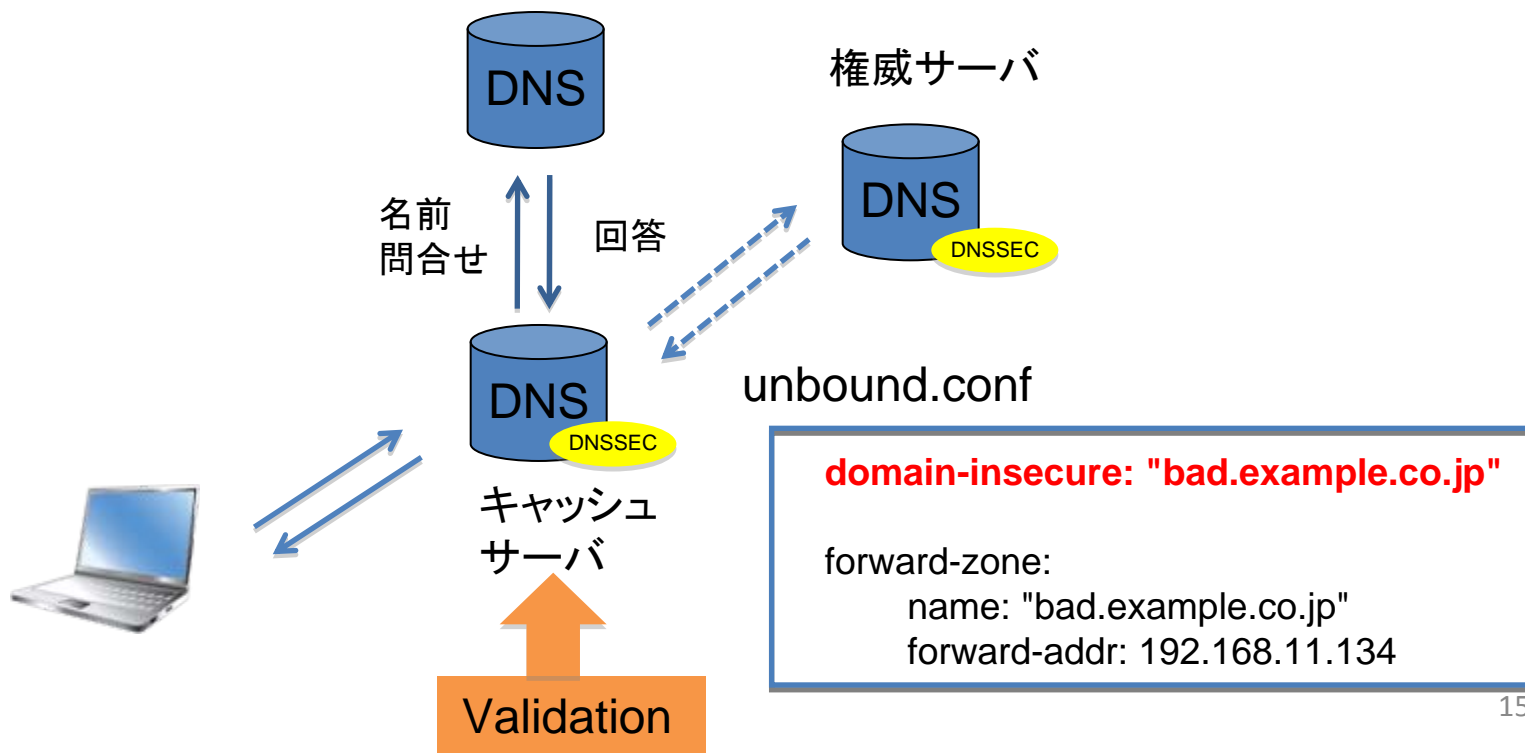 DNS
権威サーバ
DNS
DNSSEC
名前
問合せ
回答
DNS
DNSSEC
キャッシュ
サーバ
Validation
unbound.conf
domain-insecure: "bad.example.co.jp"
forward-zone:
name: "bad.example.co.jp"
forward-addr: 192.168.11.134
15